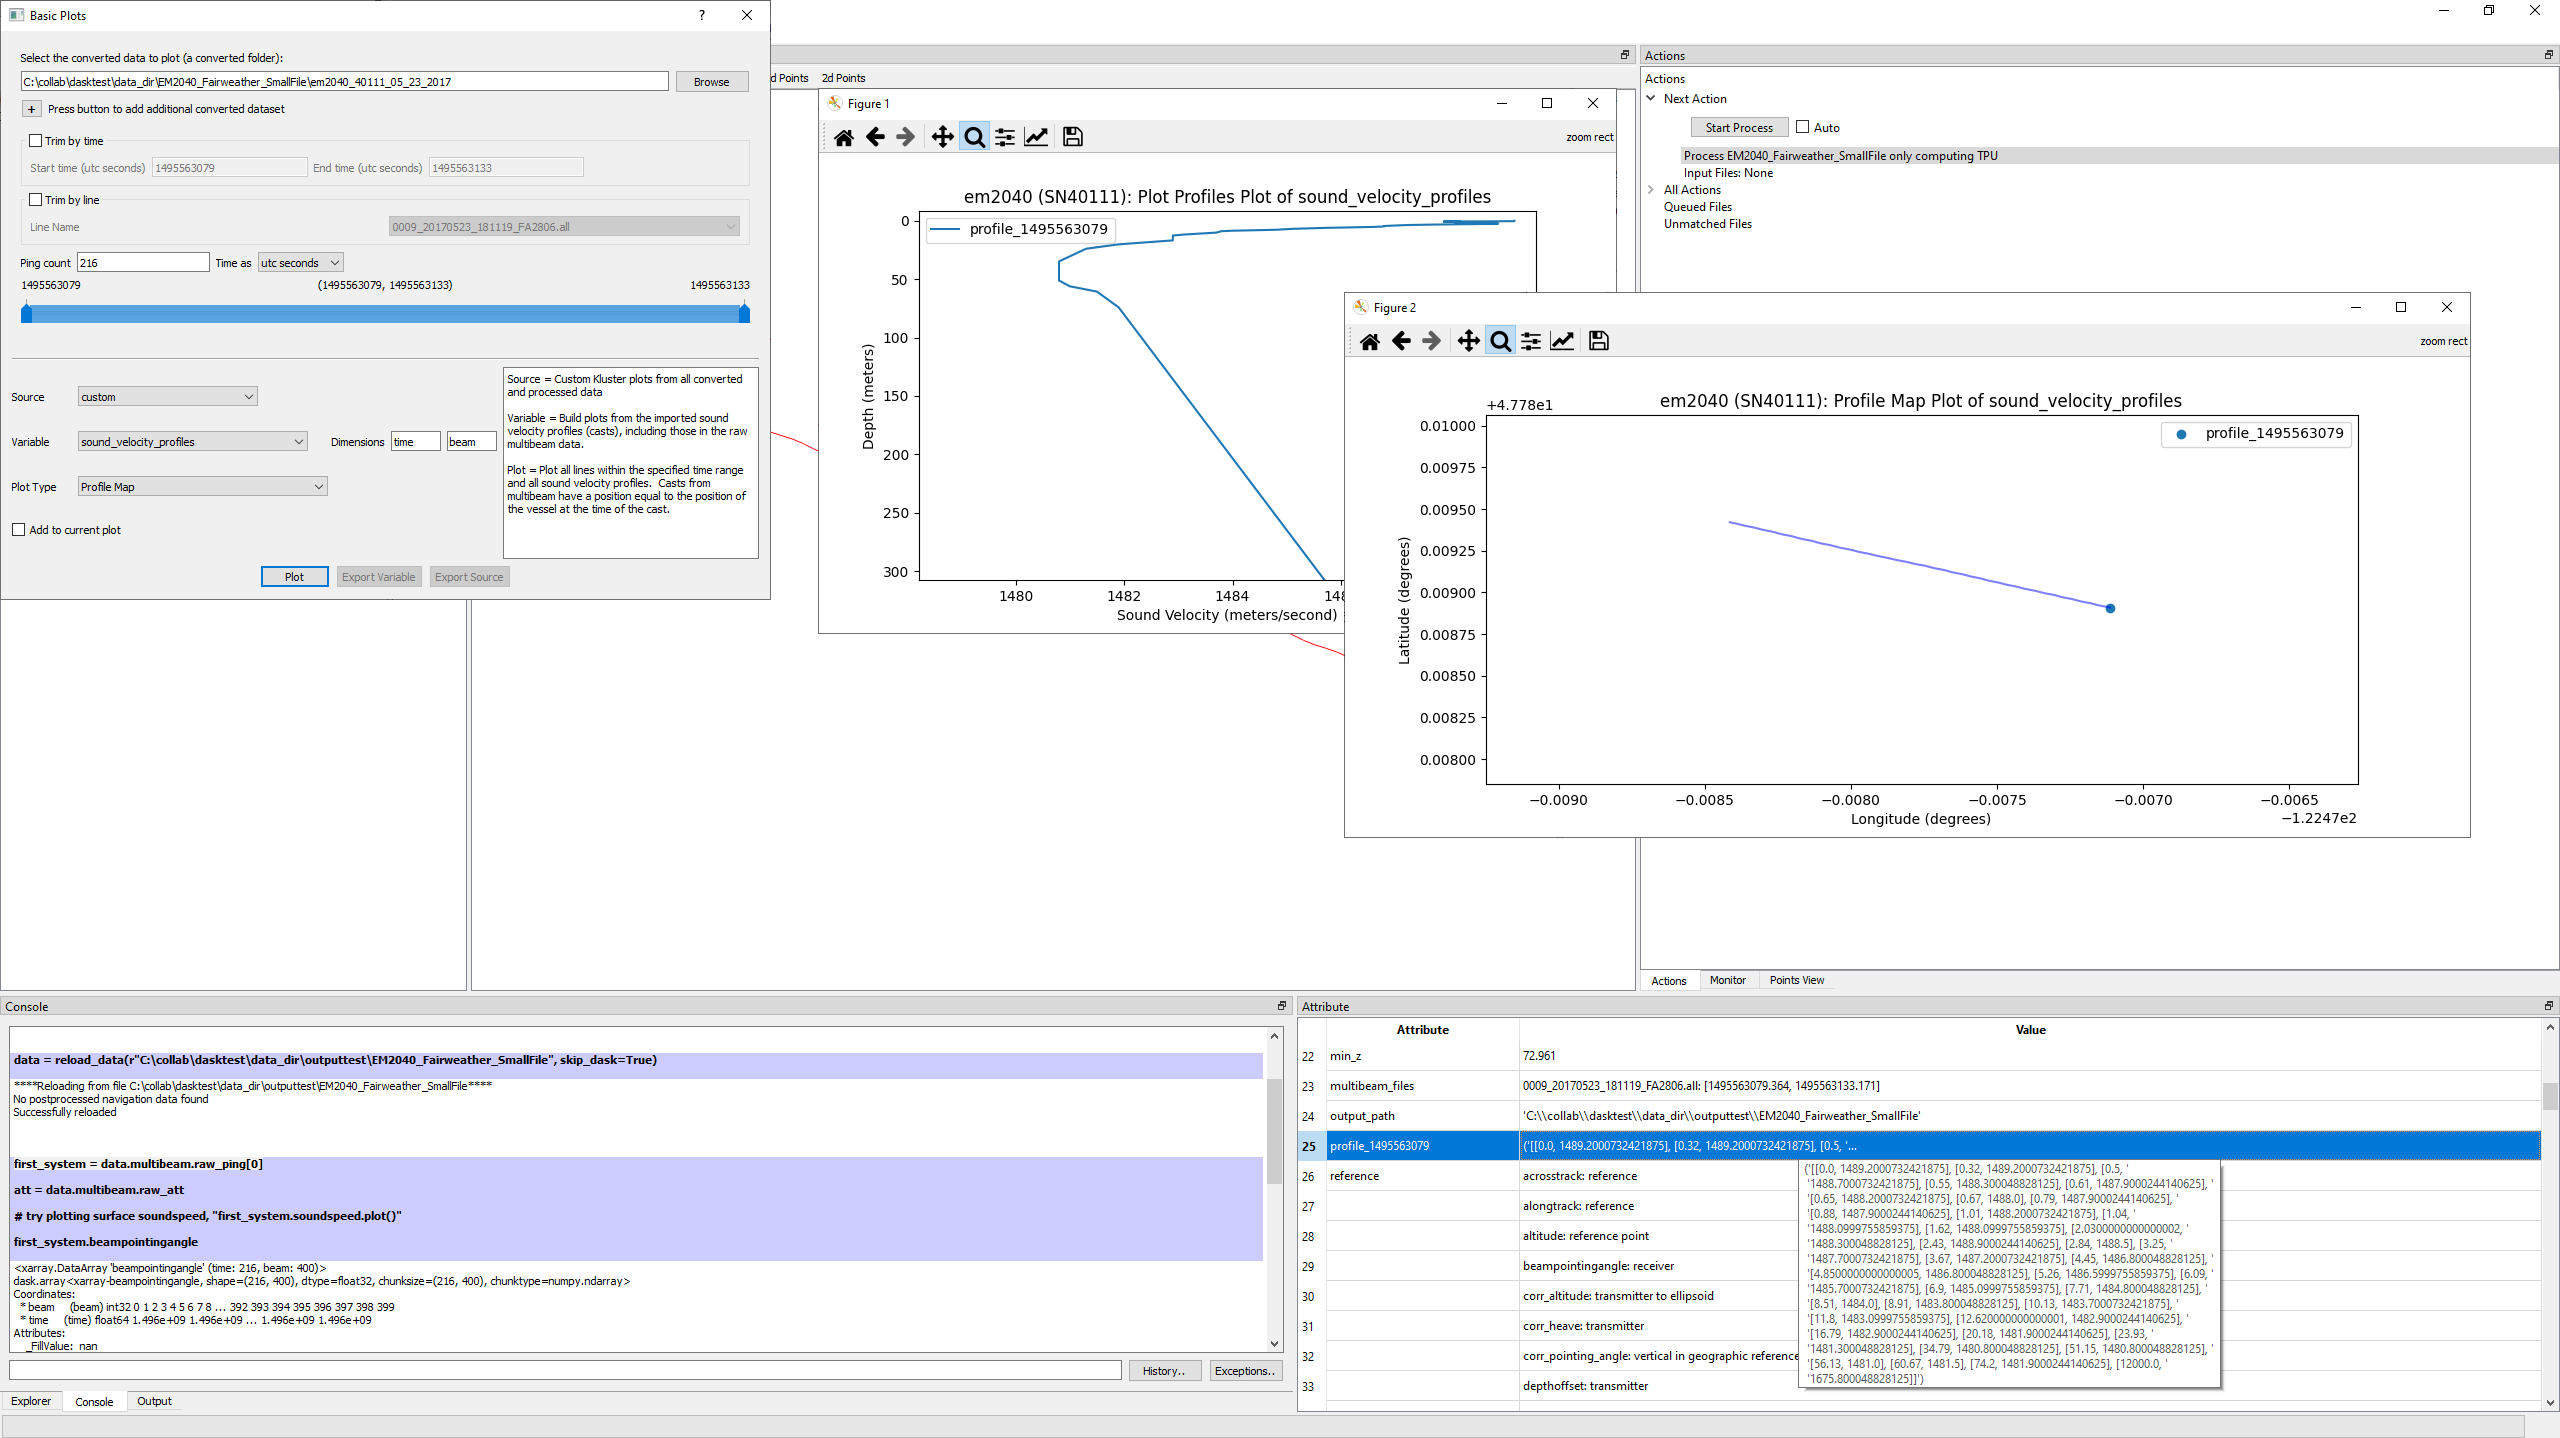 Basic Plots
Select the converted data to plot (a converted folder):
C:\collab\dasktest\data_dir\EM2040_Fairweather_SmallFile\em2040_40111_05_23_2017
Browse
+ Press button to add additional converted dataset
Trim by time
Start time (utc seconds) 1495563079 End time (utc seconds) 1495563133
Trim by line
Line Name 0009_20170523_181119_FA2806.all
Ping count 216 Time as utc seconds
1495563079 (1495563079, 1495563133) 1495563133
Source custom
Variable sound_velocity_profiles Dimensions time beam
Plot Type Profile Map
Add to current plot
Source = Custom Kluster plots from all converted
and processed data
Variable = Build plots from the imported sound
velocity profiles (casts), including those in the raw
multibeam data.
Plot = Plot all lines within the specified time range
and all sound velocity profiles. Casts from
multibeam have a position equal to the position of
the vessel at the time of the cast.
Plot Export Variable Export Source
d Points 2d Points
Figure 1
zoom rect
em2040 (SN40111): Plot Profiles Plot of sound_velocity_profiles
profile_1495563079
0
50
100
150
200
250
300
Depth (meters)
1480 1482 1484 148
Sound Velocity (meters/second)
Figure 2
zoom rect
em2040 (SN40111): Profile Map Plot of sound_velocity_profiles
+4.778e1
profile_1495563079
0.01000
0.00975
0.00950
0.00925
0.00900
0.00875
0.00850
0.00825
0.00800
Latitude (degrees)
−0.0090 −0.0085 −0.0080 −0.0075 −0.0070 −0.0065
Longitude (degrees)
−1.2247e2
Actions
Actions
Next Action
Start Process Auto
Process EM2040_Fairweather_SmallFile only computing TPU
Input Files: None
All Actions
Queued Files
Unmatched Files
Actions Monitor Points View
Console
data = reload_data(r"C:\collab\dasktest\data_dir\outputtest\EM2040_Fairweather_SmallFile", skip_dask=True)
****Reloading from file C:\collab\dasktest\data_dir\outputtest\EM2040_Fairweather_SmallFile****
No postprocessed navigation data found
Successfully reloaded
first_system = data.multibeam.raw_ping[0]
att = data.multibeam.raw_att
# try plotting surface soundspeed, "first_system.soundspeed.plot()"
first_system.beampointingangle
<xarray.DataArray 'beampointingangle' (time: 216, beam: 400)>
dask.array<xarray-beampointingangle, shape=(216, 400), dtype=float32, chunksize=(216, 400), chunktype=numpy.ndarray>
Coordinates:
* beam (beam) int32 0 1 2 3 4 5 6 7 8 ... 392 393 394 395 396 397 398 399
* time (time) float64 1.496e+09 1.496e+09 ... 1.496e+09 1.496e+09
Attributes:
_FillValue: nan
History.. Exceptions..
Explorer Console Output
Attribute
Attribute Value
22 min_z 72.961
23 multibeam_files 0009_20170523_181119_FA2806.all: [1495563079.364, 1495563133.171]
24 output_path 'C:\\collab\\dasktest\\data_dir\\outputtest\\EM2040_Fairweather_SmallFile'
25 profile_1495563079 ('[[0.0, 1489.2000732421875], [0.32, 1489.2000732421875], [0.5, '...
26 reference acrosstrack: reference
27 alongtrack: reference
28 altitude: reference point
29 beampointingangle: receiver
30 corr_altitude: transmitter to ellipsoid
31 corr_heave: transmitter
32 corr_pointing_angle: vertical in geographic reference
33 depthoffset: transmitter
('[[0.0, 1489.2000732421875], [0.32, 1489.2000732421875], [0.5, '
'1488.7000732421875], [0.55, 1488.300048828125], [0.61, 1487.9000244140625], '
'[0.65, 1488.2000732421875], [0.67, 1488.0], [0.79, 1487.9000244140625], '
'[0.88, 1487.9000244140625], [1.01, 1488.2000732421875], [1.04, '
'1488.0999755859375], [1.62, 1488.0999755859375], [2.0300000000000002, '
'1488.300048828125], [2.43, 1488.9000244140625], [2.84, 1488.5], [3.25, '
'1487.7000732421875], [3.67, 1487.2000732421875], [4.45, 1486.800048828125], '
'[4.8500000000000005, 1486.800048828125], [5.26, 1486.5999755859375], [6.09, '
'1485.7000732421875], [6.9, 1485.0999755859375], [7.71, 1484.800048828125], '
'[8.51, 1484.0], [8.91, 1483.800048828125], [10.13, 1483.7000732421875], '
'[11.8, 1483.0999755859375], [12.620000000000001, 1482.9000244140625], '
'[16.79, 1482.9000244140625], [20.18, 1481.9000244140625], [23.93, '
'1481.300048828125], [34.79, 1480.800048828125], [51.15, 1480.800048828125], '
'[56.13, 1481.0], [60.67, 1481.5], [74.2, 1481.9000244140625], [12000.0, '
'1675.800048828125]]')